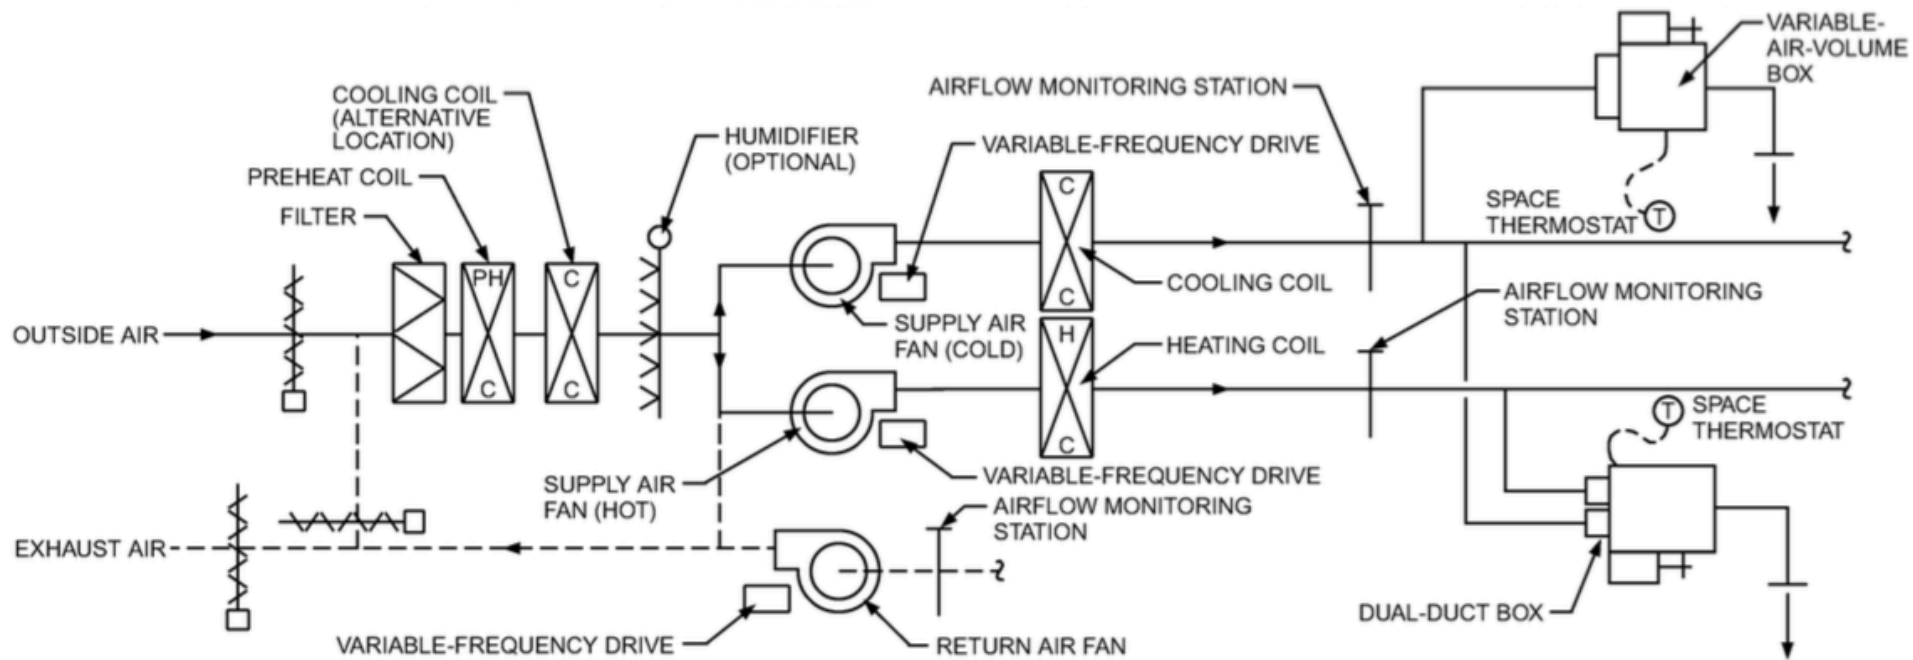 VARIABLE-
AIR-VOLUME
BOX
AIRFLOW MONITORING STATION
COOLING COIL
(ALTERNATIVE
LOCATION)
HUMIDIFIER
(OPTIONAL)
VARIABLE-FREQUENCY DRIVE
PREHEAT COIL
FILTER
C
SPACE
THERMOSTAT
T
PH
C
C
COOLING COIL
AIRFLOW MONITORING
STATION
SUPPLY AIR
FAN (COLD)
OUTSIDE AIR
H
HEATING COIL
C
C
T
SPACE
THERMOSTAT
C
VARIABLE-FREQUENCY DRIVE
SUPPLY AIR
FAN (HOT)
AIRFLOW MONITORING
STATION
EXHAUST AIR
DUAL-DUCT BOX
VARIABLE-FREQUENCY DRIVE
RETURN AIR FAN